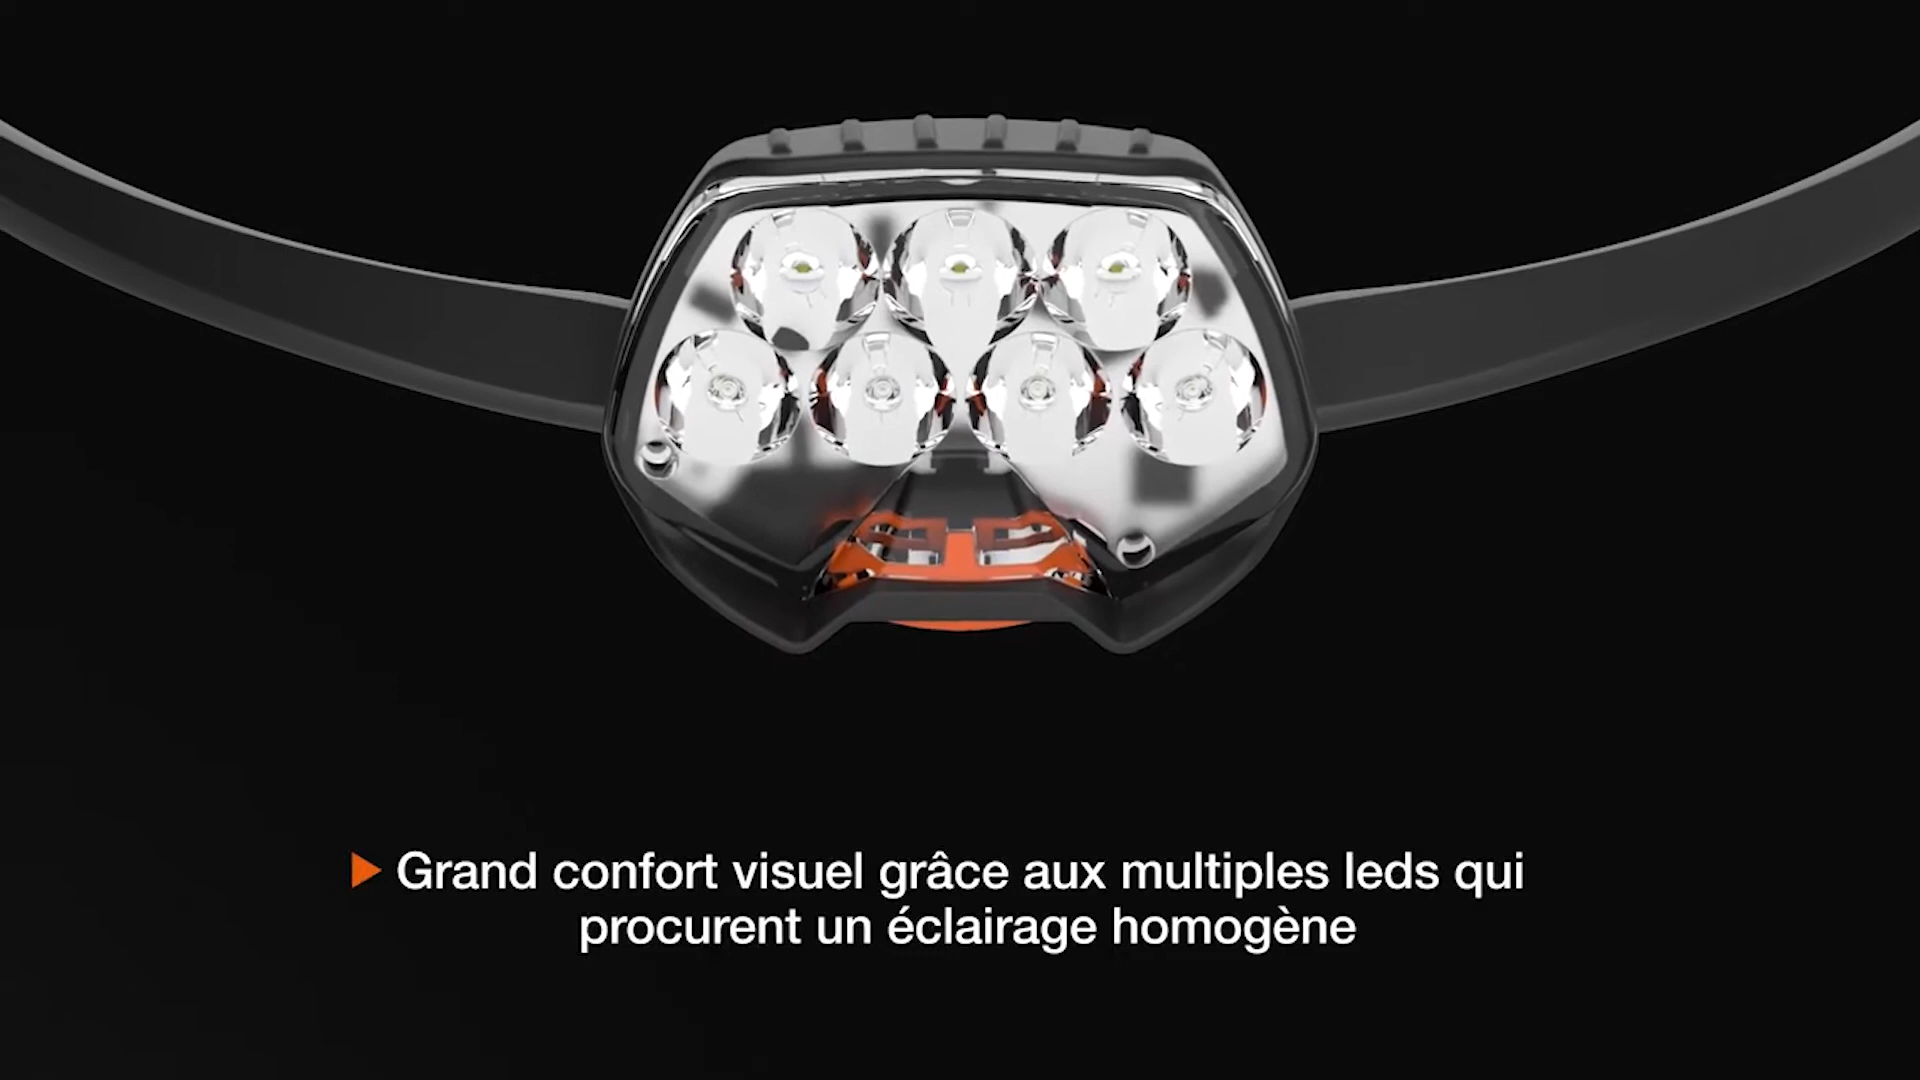 Grand confort visuel grâce aux multiples leds qui
procurent un éclairage homogène